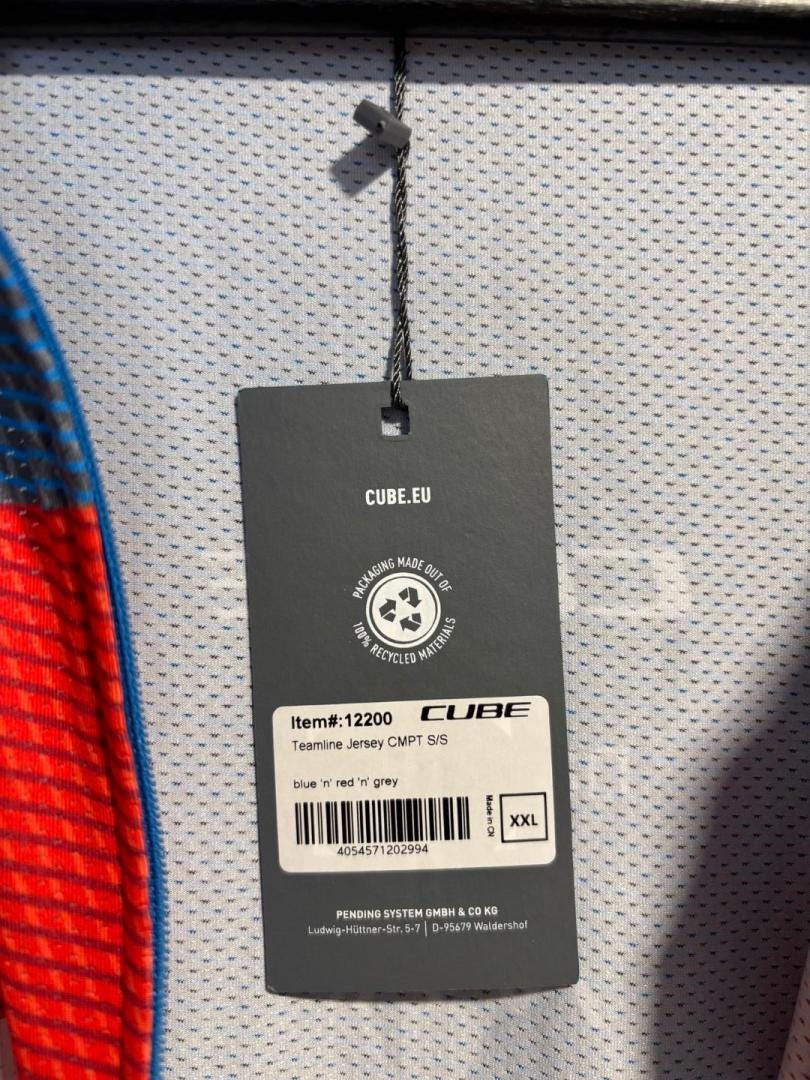 CUBE.EU
PACKAGING MADE OUT OF
100% RECYCLED MATERIALS
Item#:12200 CUBE
Teamline Jersey CMPT S/S
blue 'n' red 'n' grey
Made in CN
XXL
4054571202994
PENDING SYSTEM GMBH & CO KG
Ludwig-Hüttner-Str. 5-7 | D-95679 Waldershof